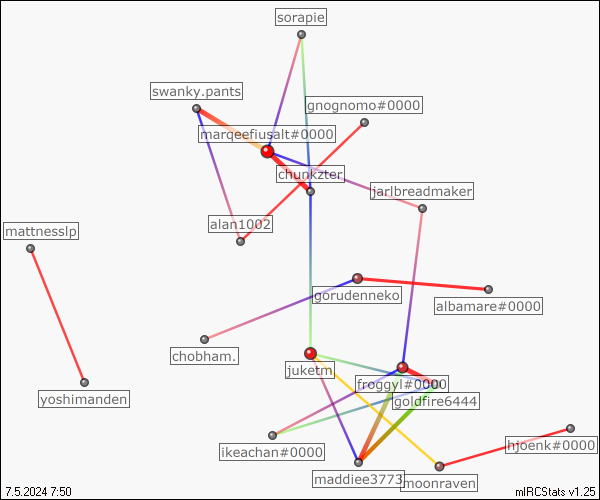 sorapie
swanky.pants
gnognomo#0000
marqeefiusalt#0000
chunkzter
jarlbreadmaker
alan1002
mattnesslp
gorudenneko
albamare#0000
chobham.
juketm
froggyl#0000
goldfire6444
yoshimanden
hjoenk#0000
ikeachan#0000
maddiee3773
moonraven
7.5.2024 7:50
mIRCStats v1.25